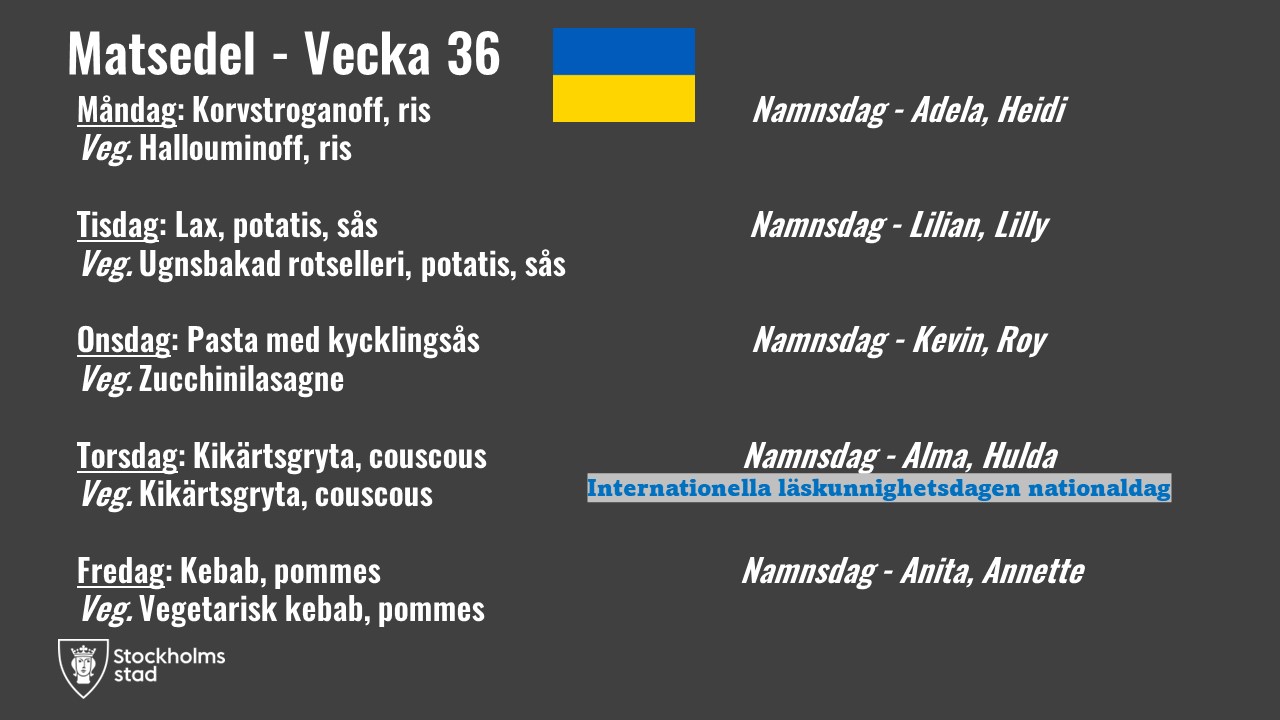 Matsedel - Vecka 36
Måndag: Korvstroganoff, ris
Namnsdag - Adela, Heidi
Veg. Hallouminoff, ris
Tisdag: Lax, potatis, sås
Namnsdag - Lilian, Lilly
Veg. Ugnsbakad rotselleri, potatis, sås
Onsdag: Pasta med kycklingsås
Namnsdag - Kevin, Roy
Veg. Zucchinilasagne
Torsdag: Kikärtsgryta, couscous
Namnsdag - Alma, Hulda
Veg. Kikärtsgryta, couscous
Internationella läskunnighetsdagen nationaldag
Fredag: Kebab, pommes
Namnsdag - Anita, Annette
Veg. Vegetarisk kebab, pommes
Stockholms
stad